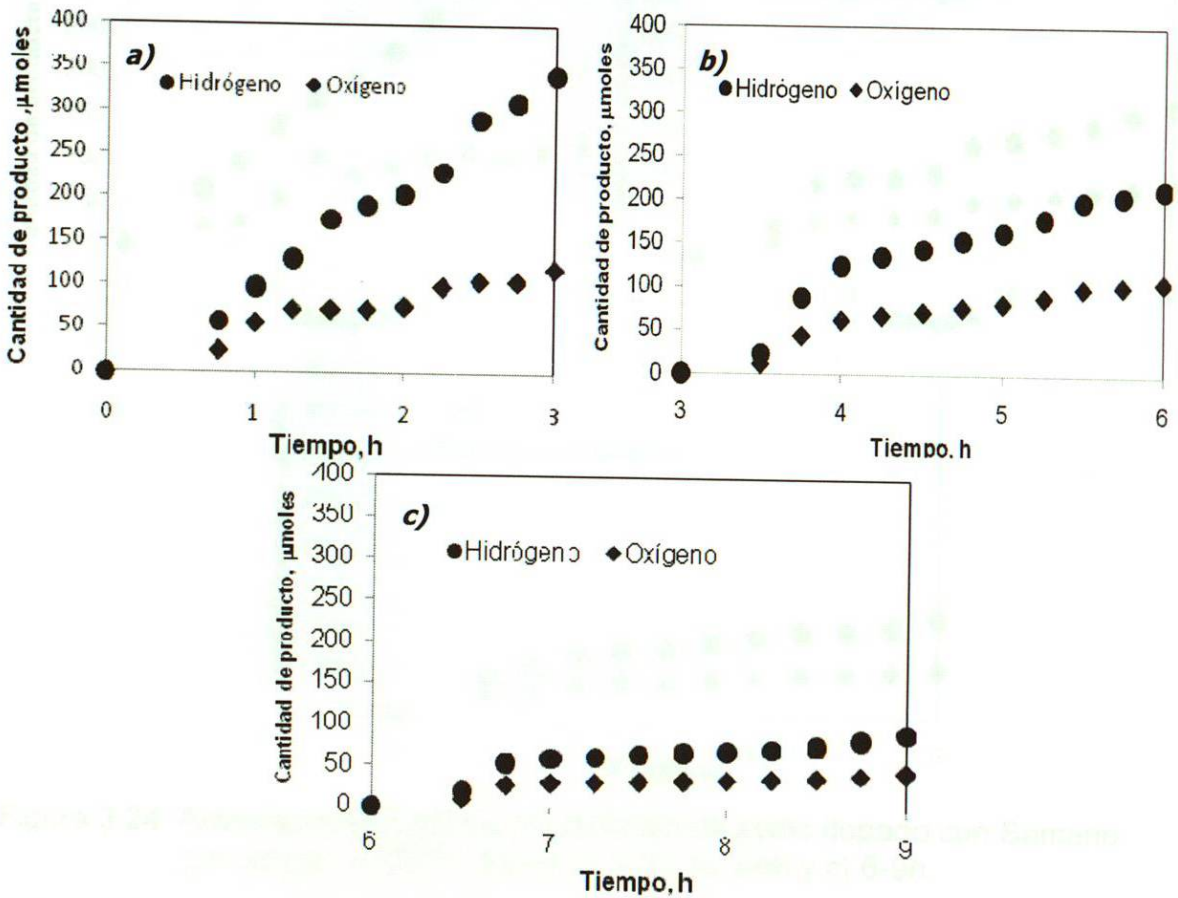 a)
Hidrógeno Oxígeno
Cantidad de producto ,µmoles
400
350
300
250
200
150
100
50
0
0 1 2 3
Tiempo, h
b)
Hidrógeno Oxígeno
Cantidad de producto, µmoles
400
350
300
250
200
150
100
50
0
3 4 5 6
Tiempo, h
c)
Hidrógeno Oxígeno
Cantidad de producto, µmoles
400
350
300
250
200
150
100
50
0
6 7 8 9
Tiempo, h